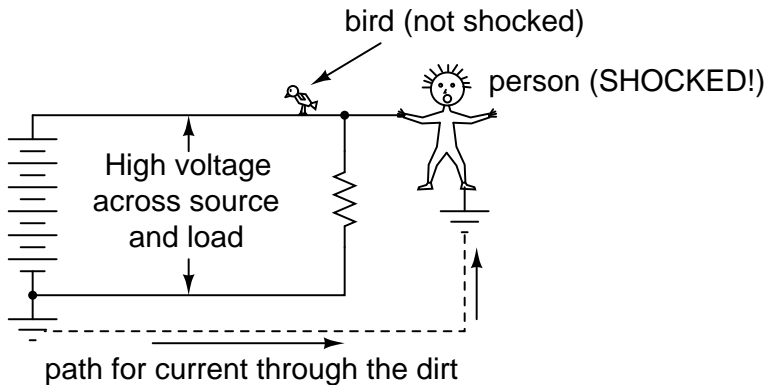 bird (not shocked)
person (SHOCKED!)
High voltage
across source
and load
path for current through the dirt